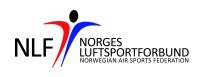 NLF
NORGES
LUFTSPORTFORBUND
NORWEGIAN AIR SPORTS FEDERATION